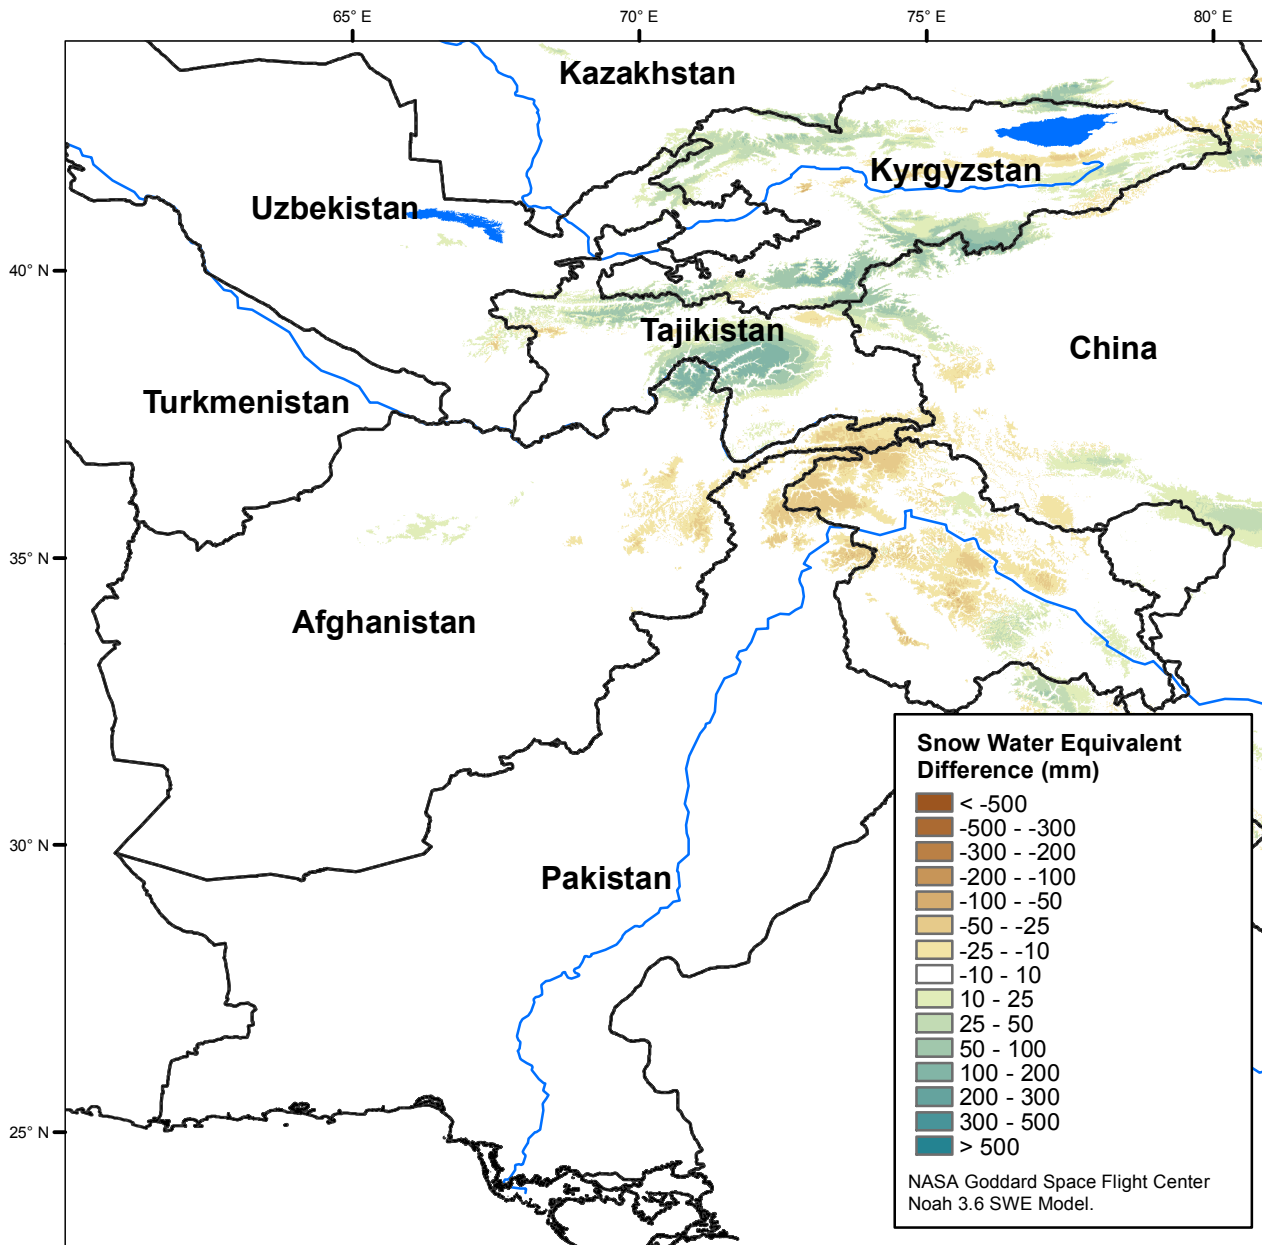 65° E
70° E
75° E
80° E
Kazakhstan
Kyrgyzstan
Uzbekistan
40° N
Tajikistan
China
Turkmenistan
35° N
Afghanistan
30° N
Pakistan
25° N
Snow Water Equivalent
Difference (mm)
< -500
-500 - -300
-300 - -200
-200 - -100
-100 - -50
-50 - -25
-25 - -10
-10 - 10
10 - 25
25 - 50
50 - 100
100 - 200
200 - 300
300 - 500
> 500
NASA Goddard Space Flight Center
Noah 3.6 SWE Model.